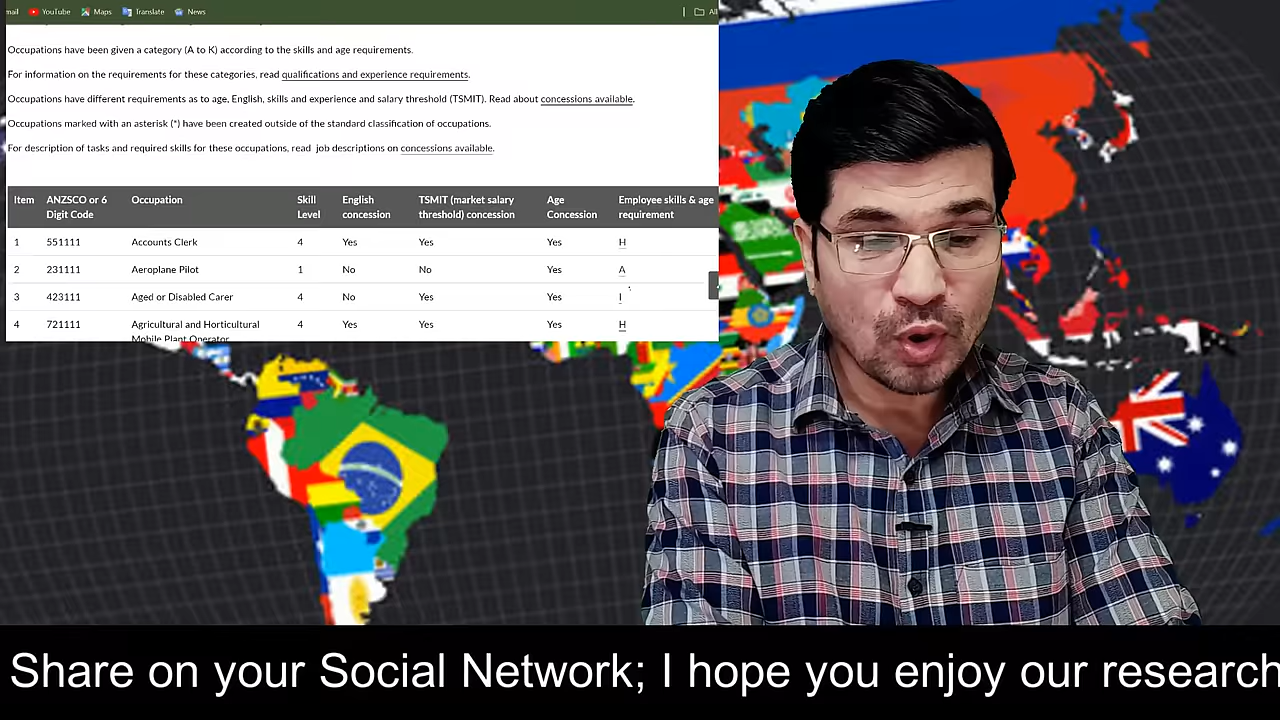 mail YouTube Maps Translate News All
Occupations have been given a category (A to K) according to the skills and age requirements.
For information on the requirements for these categories, read qualifications and experience requirements.
Occupations have different requirements as to age, English, skills and experience and salary threshold (TSMIT). Read about concessions available.
Occupations marked with an asterisk (*) have been created outside of the standard classification of occupations.
For description of tasks and required skills for these occupations, read job descriptions on concessions available.
Item ANZSCO or 6 Digit Code Occupation Skill Level English concession TSMIT (market salary threshold) concession Age Concession Employee skills & age requirement
1 551111 Accounts Clerk 4 Yes Yes Yes H
2 231111 Aeroplane Pilot 1 No No Yes A
3 423111 Aged or Disabled Carer 4 No Yes Yes I
4 721111 Agricultural and Horticultural Mobile Plant Operator 4 Yes Yes Yes H
Share on your Social Network; I hope you enjoy our research